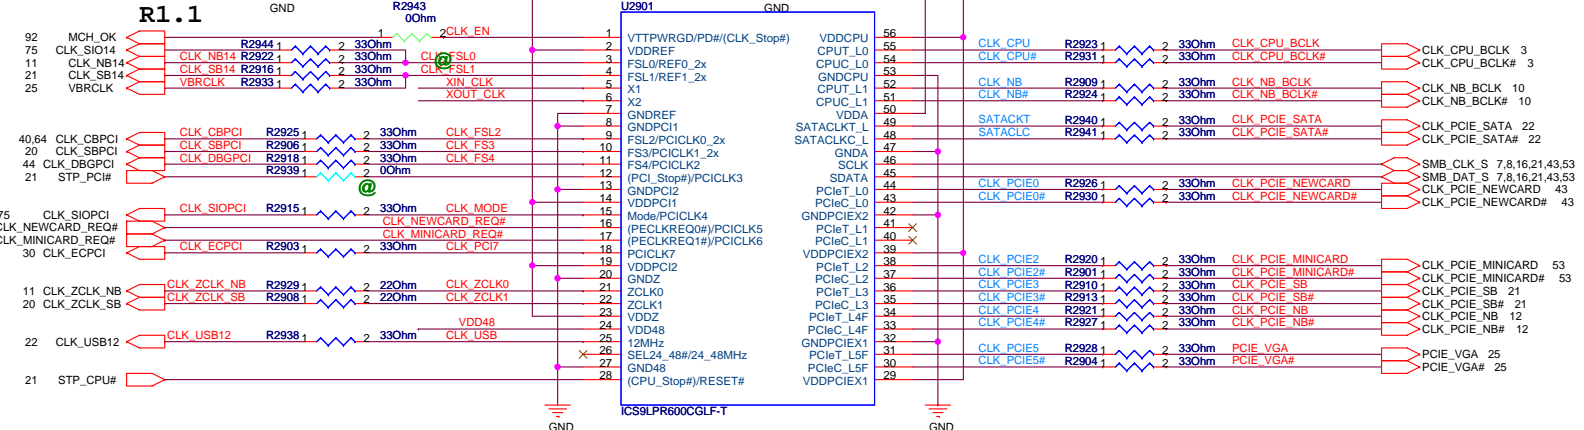 R1.1 GND R2943 U2901 GND
0Ohm
92 MCH_OK 1 2 CLK_EN 1 VTTPWRGD/PD#/(CLK_Stop#) VDDCPU 56
75 CLK_SIO14 R2944 1 2 33Ohm 2 VDDREF CPUT_L0 55 CLK_CPU R2923 1 2 33Ohm CLK_CPU_BCLK CLK_CPU_BCLK 3
11 CLK_NB14 CLK_NB14 R2922 1 2 33Ohm @ CLK_FSL0 3 FSL0/REF0_2x CPUC_L0 54 CLK_CPU# R2931 1 2 33Ohm CLK_CPU_BCLK# CLK_CPU_BCLK# 3
21 CLK_SB14 CLK_SB14 R2916 1 2 33Ohm CLK_FSL1 4 FSL1/REF1_2x GNDCPU 53
25 VBRCLK VBRCLK R2933 1 2 33Ohm XIN_CLK 5 X1 CPUT_L1 52 CLK_NB R2909 1 2 33Ohm CLK_NB_BCLK CLK_NB_BCLK 10
XOUT_CLK 6 X2 CPUC_L1 51 CLK_NB# R2924 1 2 33Ohm CLK_NB_BCLK# CLK_NB_BCLK# 10
7 GNDREF VDDA 50
8 GNDPCI1 SATACLKT_L 49 SATACKT R2940 1 2 33Ohm CLK_PCIE_SATA CLK_PCIE_SATA 22
40,64 CLK_CBPCI CLK_CBPCI R2925 1 2 33Ohm CLK_FSL2 9 FSL2/PCICLK0_2x SATACLKC_L 48 SATACLC R2941 1 2 33Ohm CLK_PCIE_SATA# CLK_PCIE_SATA# 22
20 CLK_SBPCI CLK_SBPCI R2906 1 2 33Ohm CLK_FS3 10 FS3/PCICLK1_2x GNDA 47
44 CLK_DBGPCI CLK_DBGPCI R2918 1 2 33Ohm CLK_FS4 11 FS4/PCICLK2 SCLK 46 SMB_CLK_S 7,8,16,21,43,53
21 STP_PCI# R2939 1 2 0Ohm @ 12 (PCI_Stop#)/PCICLK3 SDATA 45 SMB_DAT_S 7,8,16,21,43,53
13 GNDPCI2 PCIeT_L0 44 CLK_PCIE0 R2926 1 2 33Ohm CLK_PCIE_NEWCARD CLK_PCIE_NEWCARD 43
14 VDDPCI1 PCIeC_L0 43 CLK_PCIE0# R2930 1 2 33Ohm CLK_PCIE_NEWCARD# CLK_PCIE_NEWCARD# 43
75 CLK_SIOPCI CLK_SIOPCI R2915 1 2 33Ohm CLK_MODE 15 Mode/PCICLK4 GNDPCIEX2 42
CLK_NEWCARD_REQ# CLK_NEWCARD_REQ# 16 (PECLKREQ0#)/PCICLK5 PCIeT_L1 41
CLK_MINICARD_REQ# CLK_MINICARD_REQ# 17 (PECLKREQ1#)/PCICLK6 PCIeC_L1 40
30 CLK_ECPCI CLK_ECPCI R2903 1 2 33Ohm CLK_PCI7 18 PCICLK7 VDDPCIEX2 39
19 VDDPCI2 PCIeT_L2 38 CLK_PCIE2 R2920 1 2 33Ohm CLK_PCIE_MINICARD CLK_PCIE_MINICARD 53
20 GNDZ PCIeC_L2 37 CLK_PCIE2# R2901 1 2 33Ohm CLK_PCIE_MINICARD# CLK_PCIE_MINICARD# 53
11 CLK_ZCLK_NB CLK_ZCLK_NB R2929 1 2 22Ohm CLK_ZCLK0 21 ZCLK0 PCIeT_L3 36 CLK_PCIE3 R2910 1 2 33Ohm CLK_PCIE_SB CLK_PCIE_SB 21
20 CLK_ZCLK_SB CLK_ZCLK_SB R2908 1 2 22Ohm CLK_ZCLK1 22 ZCLK1 PCIeC_L3 35 CLK_PCIE3# R2913 1 2 33Ohm CLK_PCIE_SB# CLK_PCIE_SB# 21
23 VDDZ PCIeT_L4F 34 CLK_PCIE4 R2921 1 2 33Ohm CLK_PCIE_NB CLK_PCIE_NB 12
VDD48 24 VDD48 PCIeC_L4F 33 CLK_PCIE4# R2927 1 2 33Ohm CLK_PCIE_NB# CLK_PCIE_NB# 12
22 CLK_USB12 CLK_USB12 R2938 1 2 33Ohm CLK_USB 25 12MHz GNDPCIEX1 32
26 SEL24_48#/24_48MHz PCIeT_L5F 31 CLK_PCIE5 R2928 1 2 33Ohm PCIE_VGA PCIE_VGA 25
27 GND48 PCIeC_L5F 30 CLK_PCIE5# R2904 1 2 33Ohm PCIE_VGA# PCIE_VGA# 25
21 STP_CPU# 28 (CPU_Stop#)/RESET# VDDPCIEX1 29
ICS9LPR600CGLF-T
GND GND